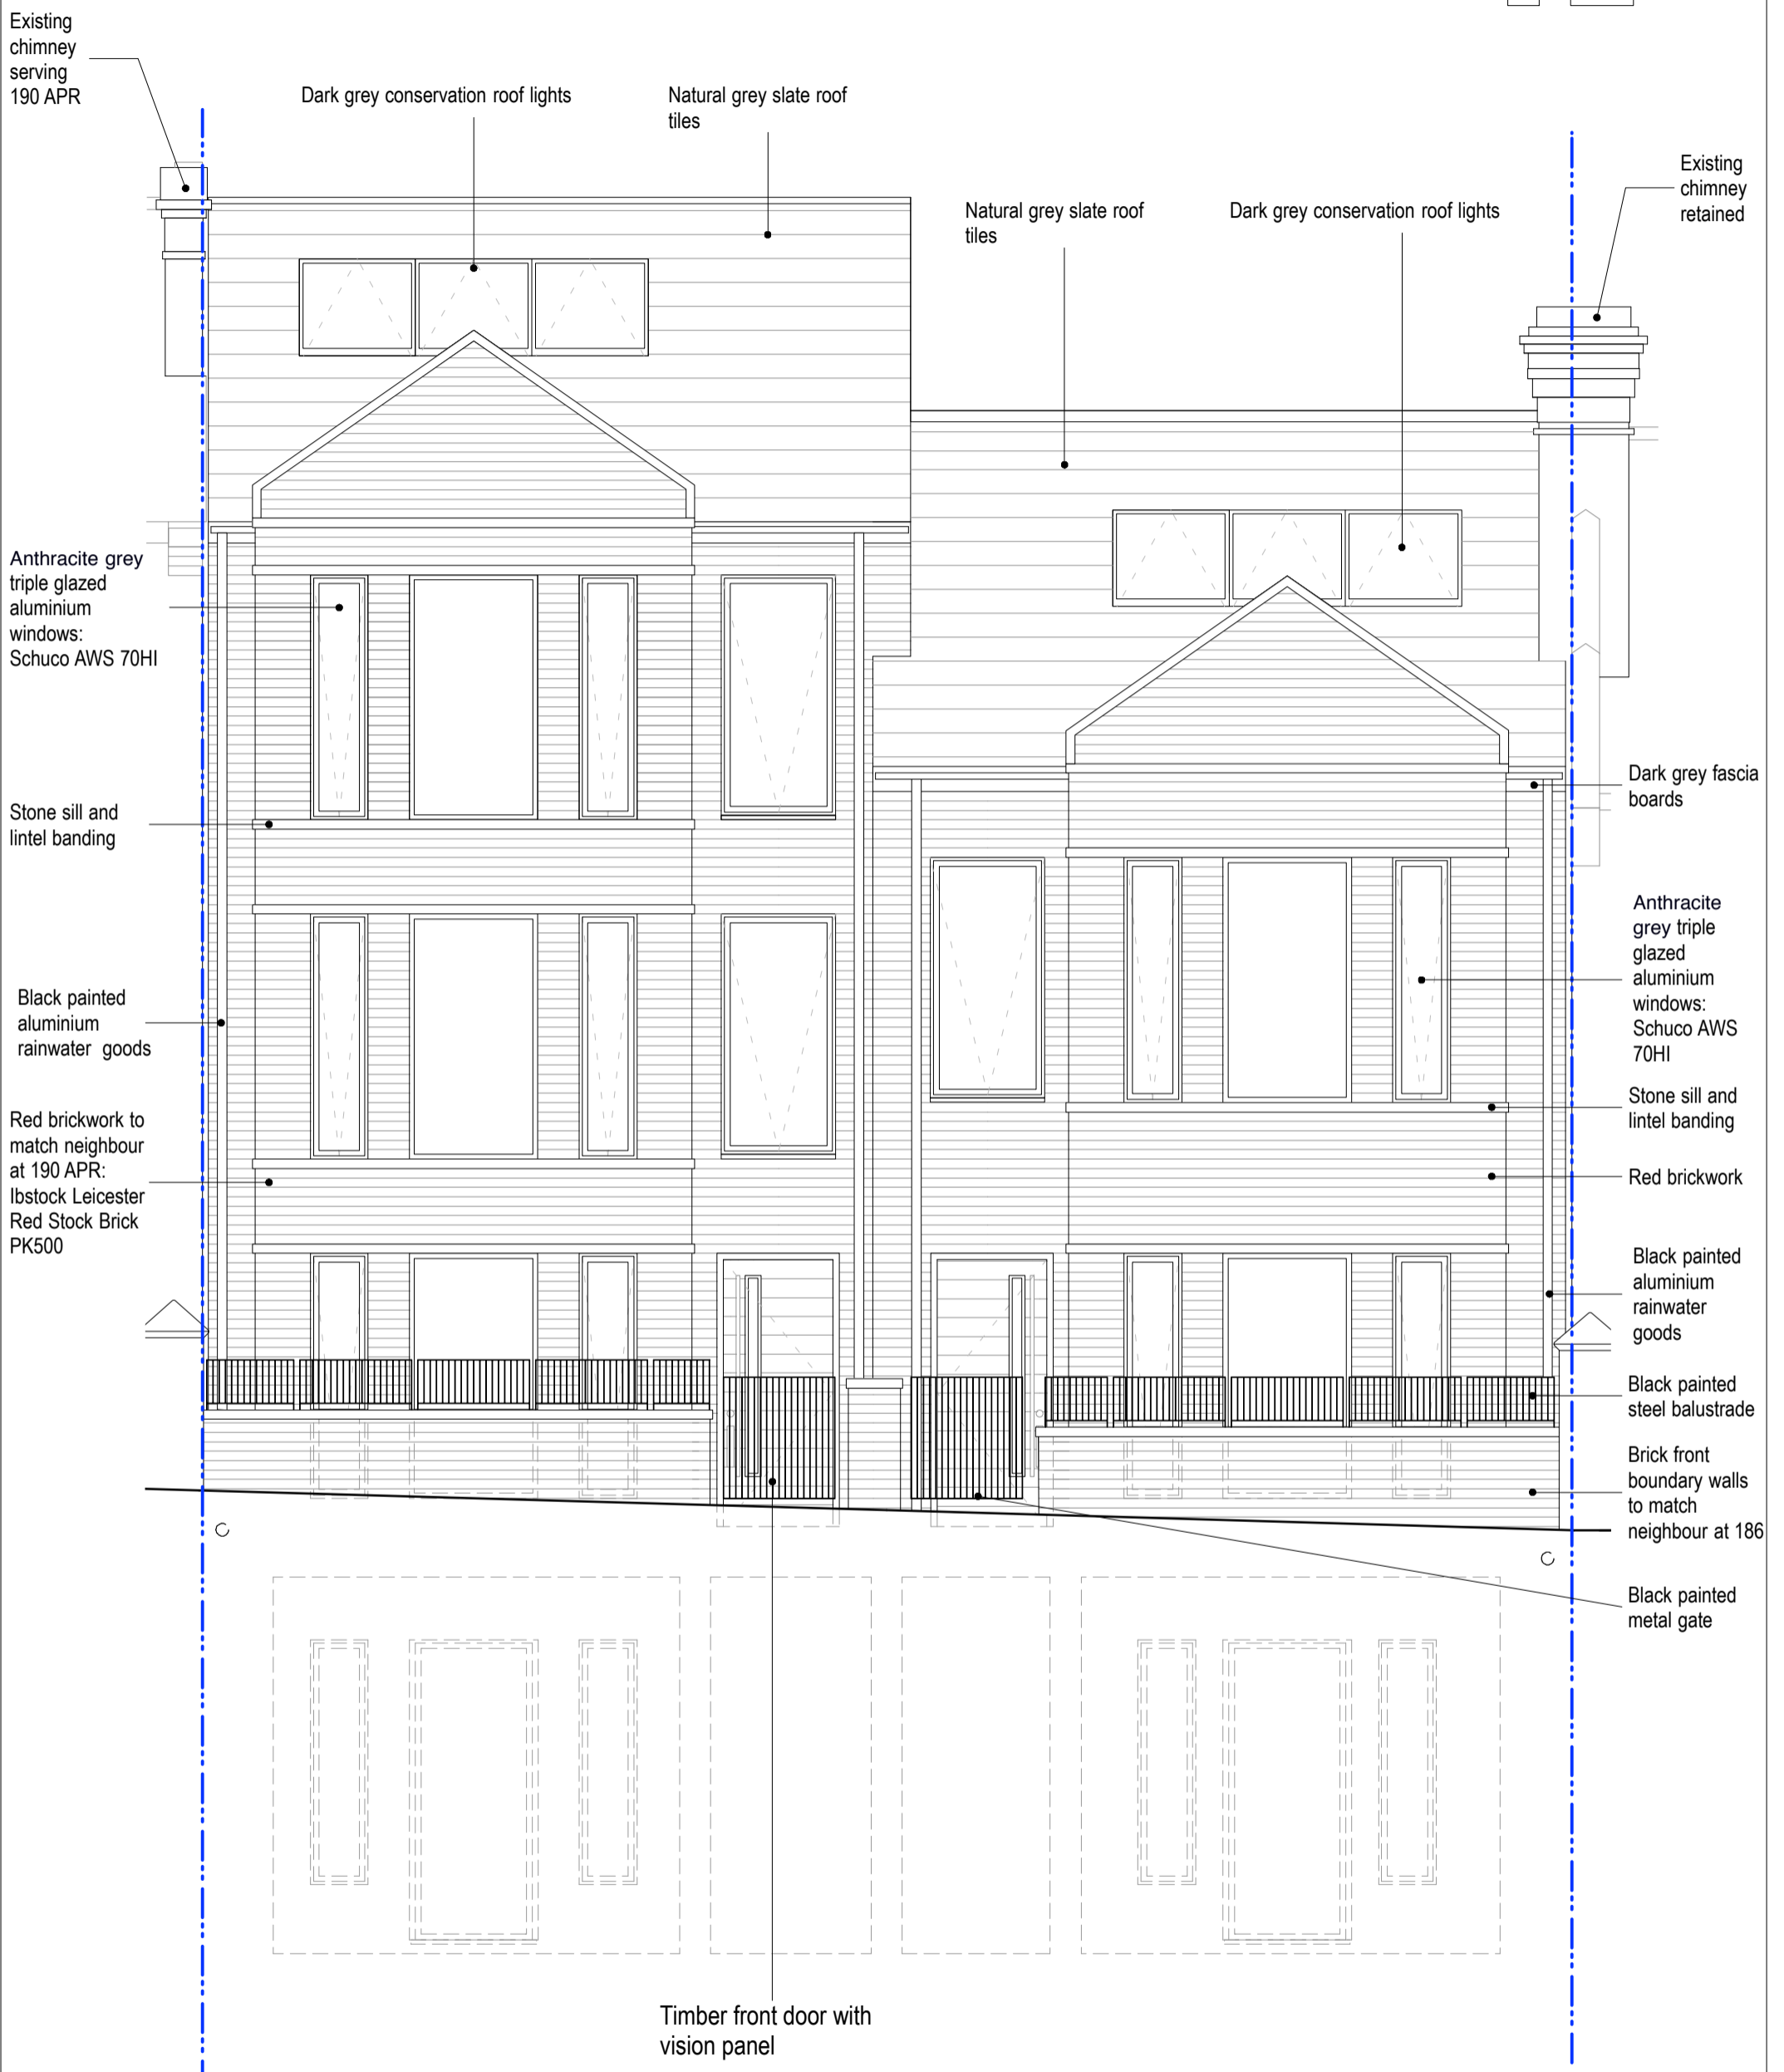 Existing
chimney
serving
190 APR
Dark grey conservation roof lights
Natural grey slate roof
tiles
Natural grey slate roof
tiles
Dark grey conservation roof lights
Existing
chimney
retained
Anthracite grey
triple glazed
aluminium
windows:
Schuco AWS 70HI
Stone sill and
lintel banding
Black painted
aluminium
rainwater goods
Red brickwork to
match neighbour
at 190 APR:
Ibstock Leicester
Red Stock Brick
PK500
Dark grey fascia
boards
Anthracite
grey triple
glazed
aluminium
windows:
Schuco AWS
70HI
Stone sill and
lintel banding
Red brickwork
Black painted
aluminium
rainwater
goods
Black painted
steel balustrade
Brick front
boundary walls
to match
neighbour at 186
Black painted
metal gate
Timber front door with
vision panel